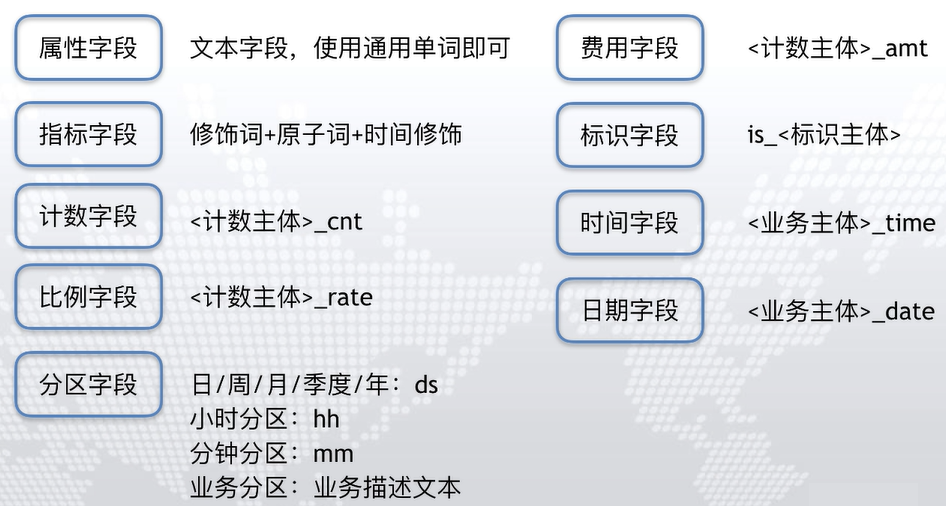 属性字段 文本字段，使用通用单词即可
指标字段 修饰词+原子词+时间修饰
计数字段 <计数主体>_cnt
比例字段 <计数主体>_rate
分区字段 日/周/月/季度/年：ds
小时分区：hh
分钟分区：mm
业务分区：业务描述文本
费用字段 <计数主体>_amt
标识字段 is_<标识主体>
时间字段 <业务主体>_time
日期字段 <业务主体>_date